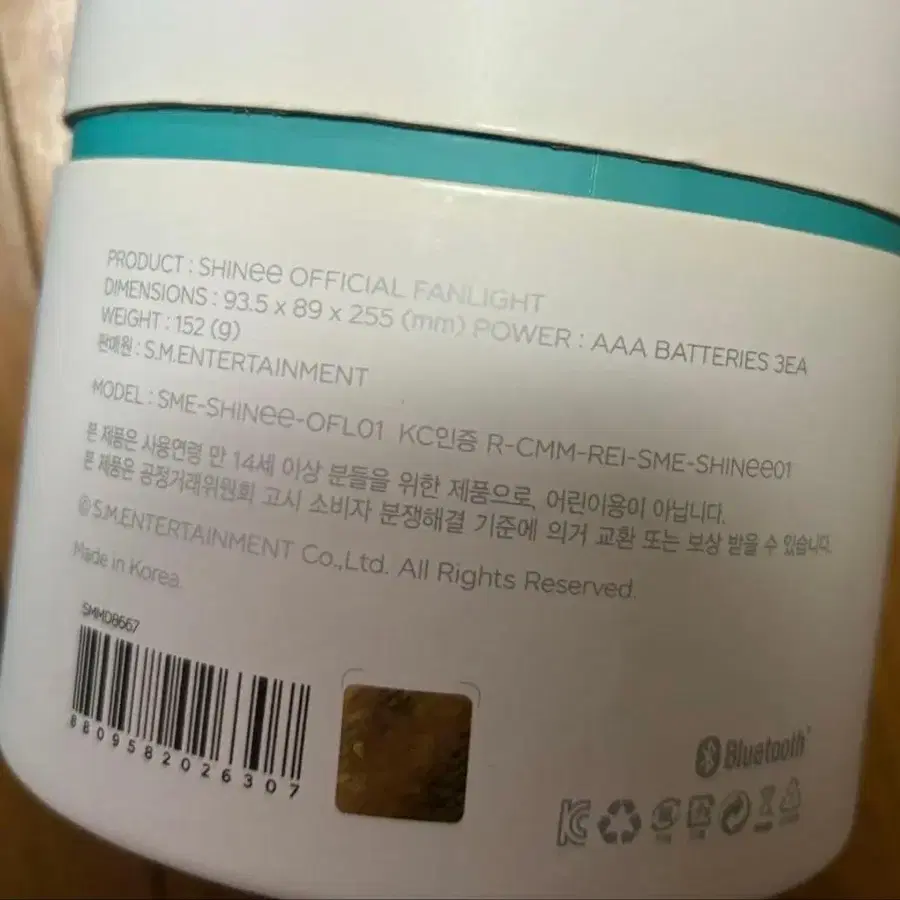 PRODUCT : SHINee OFFICIAL FANLIGHT
DIMENSIONS : 93.5 x 89 x 255 (mm) POWER : AAA BATTERIES 3EA
WEIGHT : 152 (g)
판매원 : S.M.ENTERTAINMENT
MODEL : SME-SHINee-OFL01 KC인증 R-CMM-REI-SME-SHINee01
본 제품은 사용연령 만 14세 이상 분들을 위한 제품으로, 어린이용이 아닙니다.
본 제품은 공정거래위원회 고시 소비자 분쟁해결 기준에 의거 교환 또는 보상 받을 수 있습니다.
©S.M.ENTERTAINMENT Co.,Ltd. All Rights Reserved.
Made in Korea.
SMMD8667
8809582026307
Bluetooth